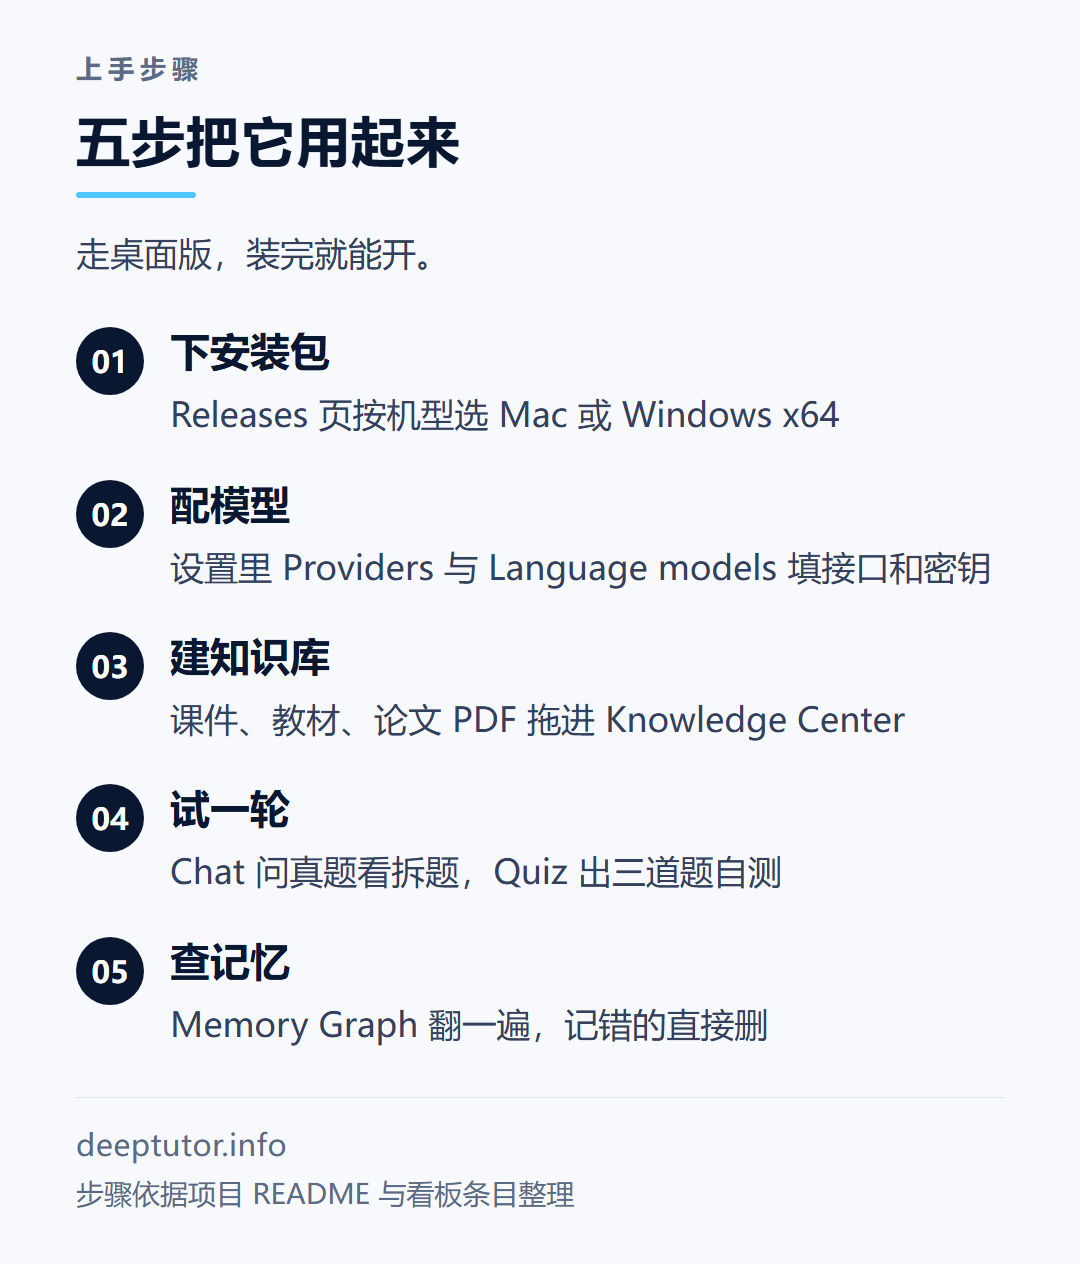 上手步骤
五步把它用起来
走桌面版，装完就能开。
01
下安装包
Releases 页按机型选 Mac 或 Windows x64
02
配模型
设置里 Providers 与 Language models 填接口和密钥
03
建知识库
课件、教材、论文 PDF 拖进 Knowledge Center
04
试一轮
Chat 问真题看拆题，Quiz 出三道题自测
05
查记忆
Memory Graph 翻一遍，记错的直接删
deeptutor.info
步骤依据项目 README 与看板条目整理